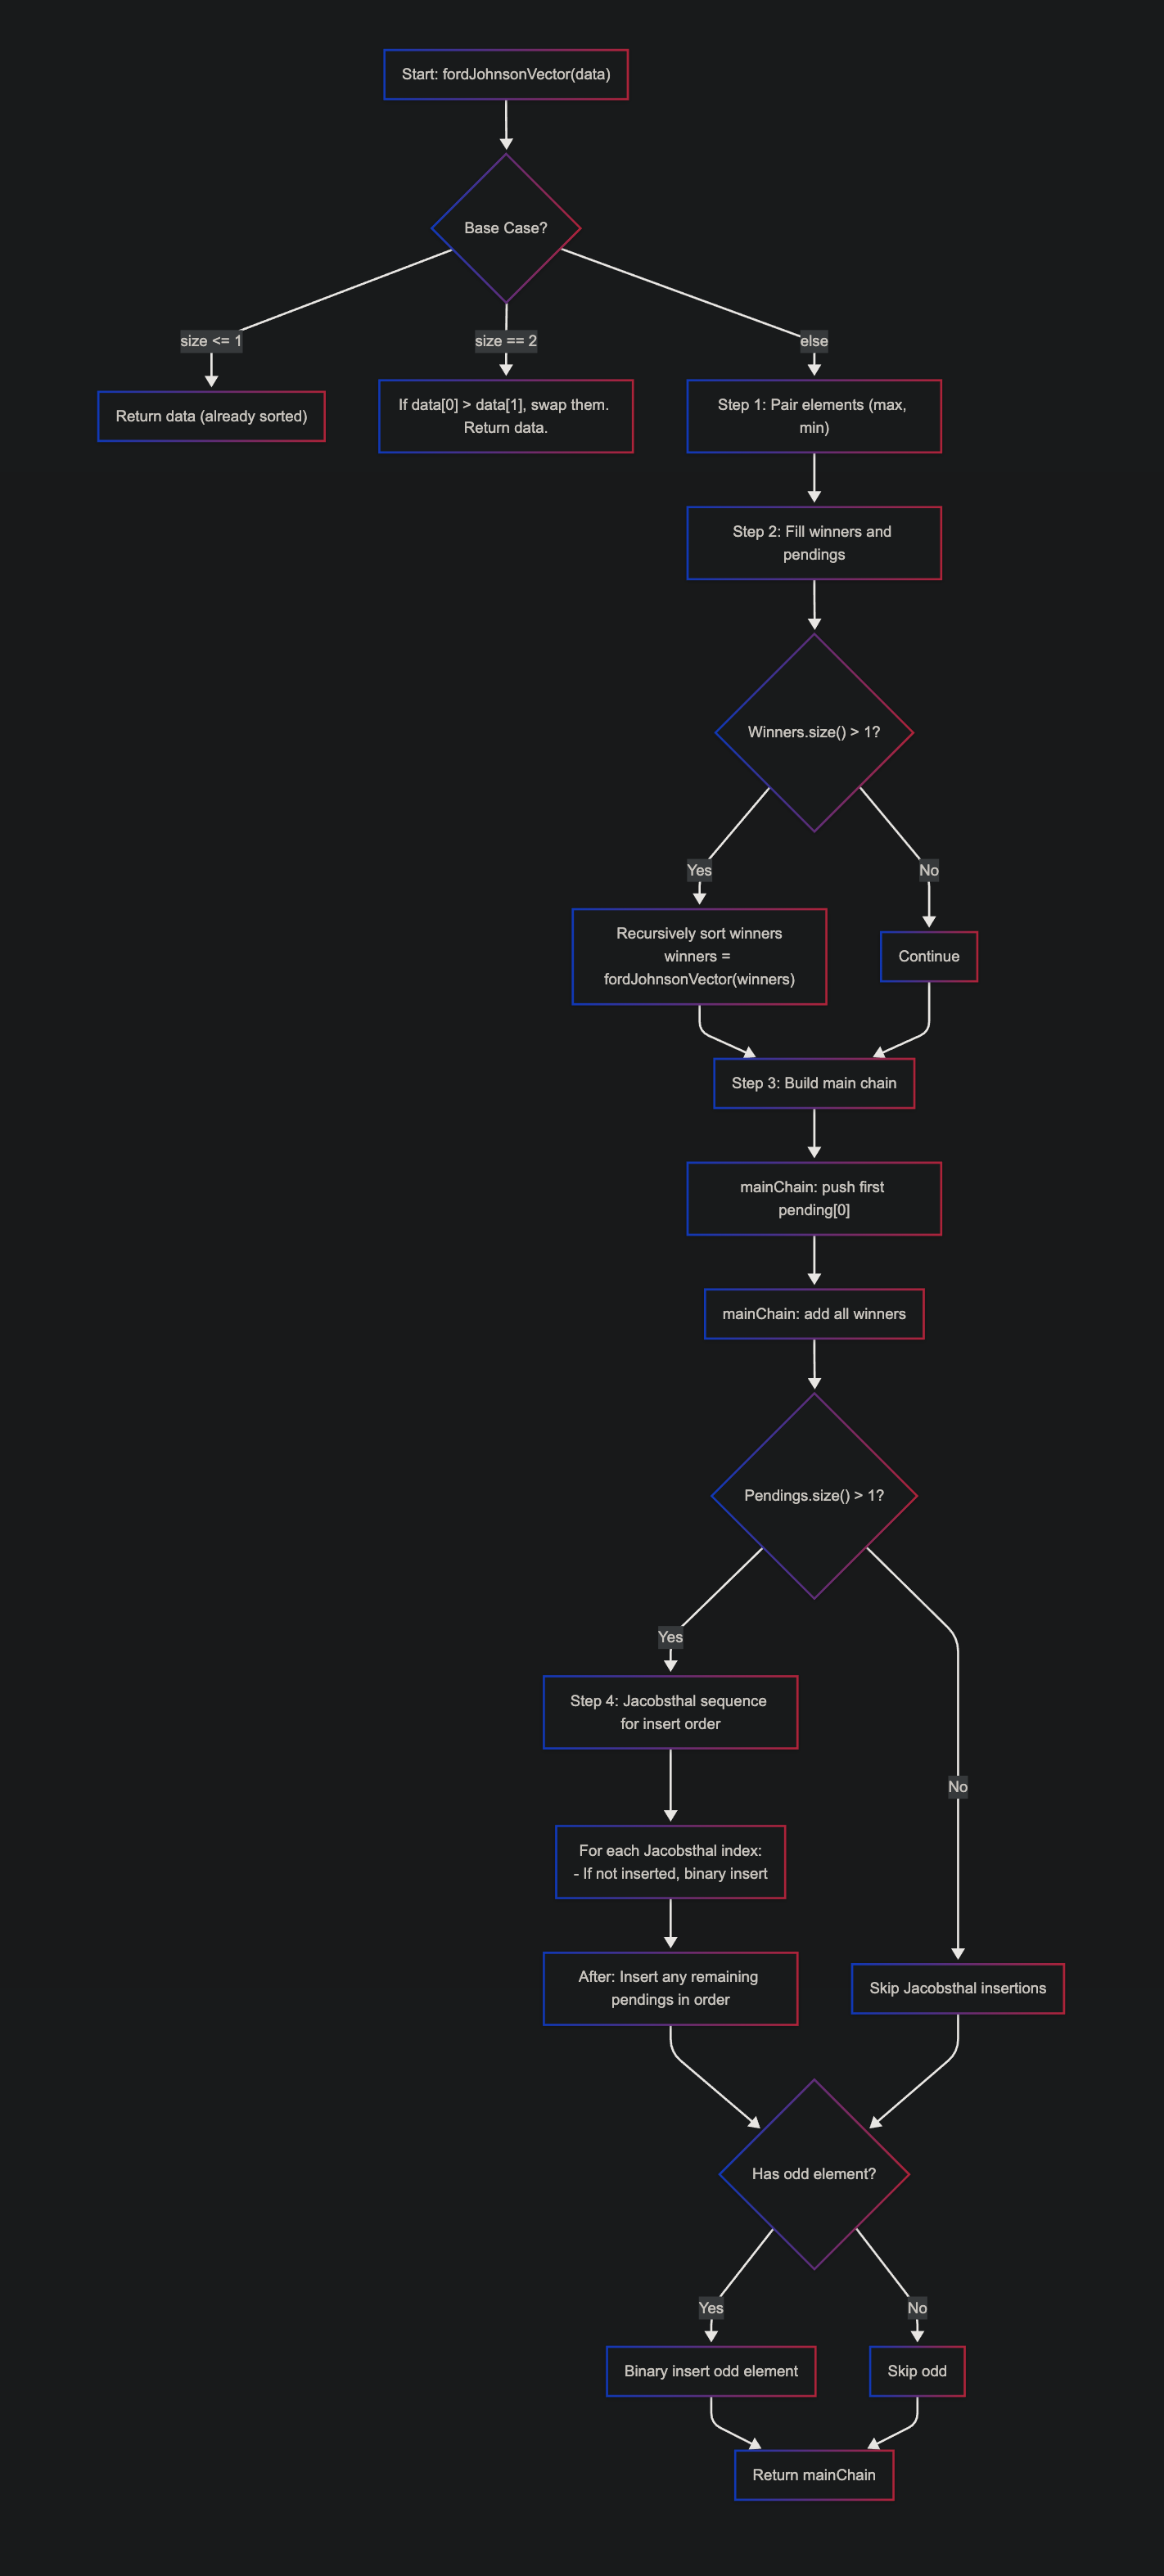 Start: fordJohnsonVector(data)
Base Case?
size <= 1
size == 2
else
Return data (already sorted)
If data[0] > data[1], swap them.
Return data.
Step 1: Pair elements (max,
min)
Step 2: Fill winners and
pendings
Winners.size() > 1?
Yes
No
Recursively sort winners
winners =
fordJohnsonVector(winners)
Continue
Step 3: Build main chain
mainChain: push first
pending[0]
mainChain: add all winners
Pendings.size() > 1?
Yes
Step 4: Jacobsthal sequence
for insert order
No
For each Jacobsthal index:
- If not inserted, binary insert
After: Insert any remaining
pendings in order
Skip Jacobsthal insertions
Has odd element?
Yes
No
Binary insert odd element
Skip odd
Return mainChain